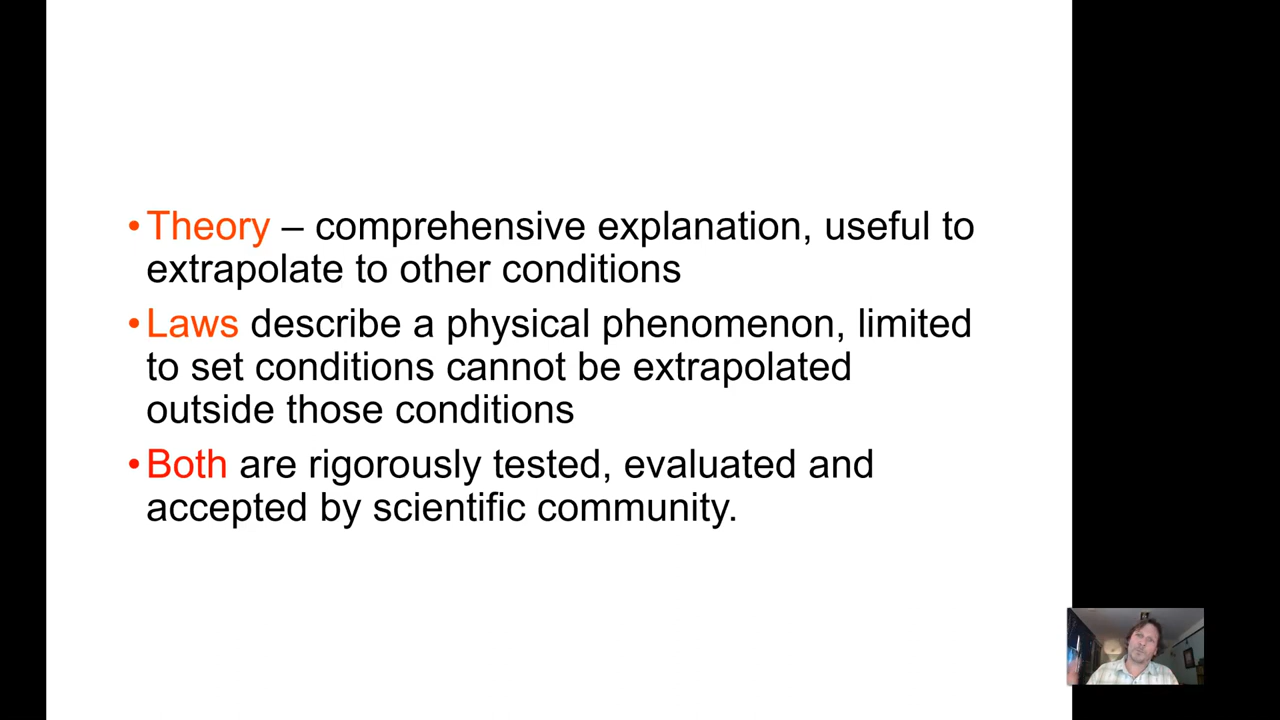 •Theory – comprehensive explanation, useful to
extrapolate to other conditions
•Laws describe a physical phenomenon, limited
to set conditions cannot be extrapolated
outside those conditions
•Both are rigorously tested, evaluated and
accepted by scientific community.